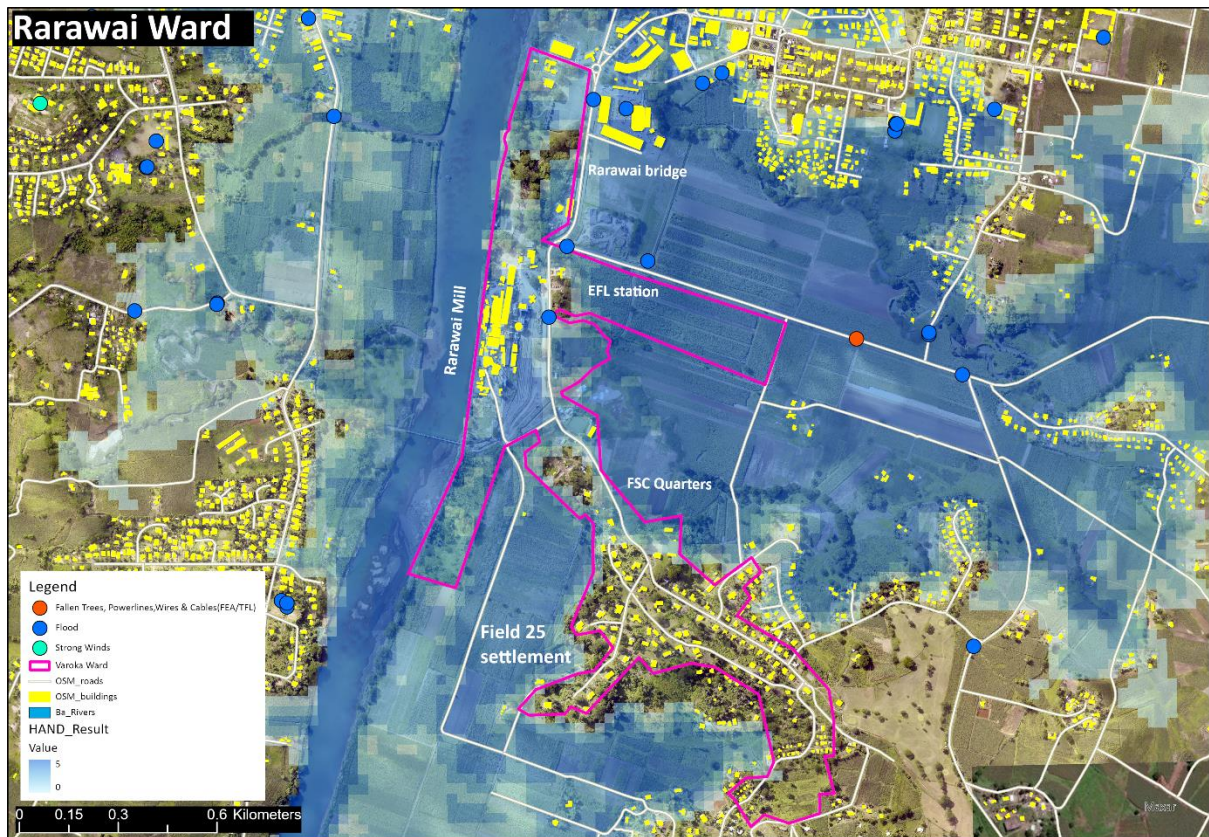 Rarawai Ward
Rarawai bridge
EFL station
Rarawai Mill
FSC Quarters
Field 25
settlement
Legend
Fallen Trees, Powerlines,Wires & Cables(FEA/TFL)
Flood
Strong Winds
Varoka Ward
OSM_roads
OSM_buildings
Ba_Rivers
HAND_Result
Value
5
0
0 0.15 0.3 0.6 Kilometers